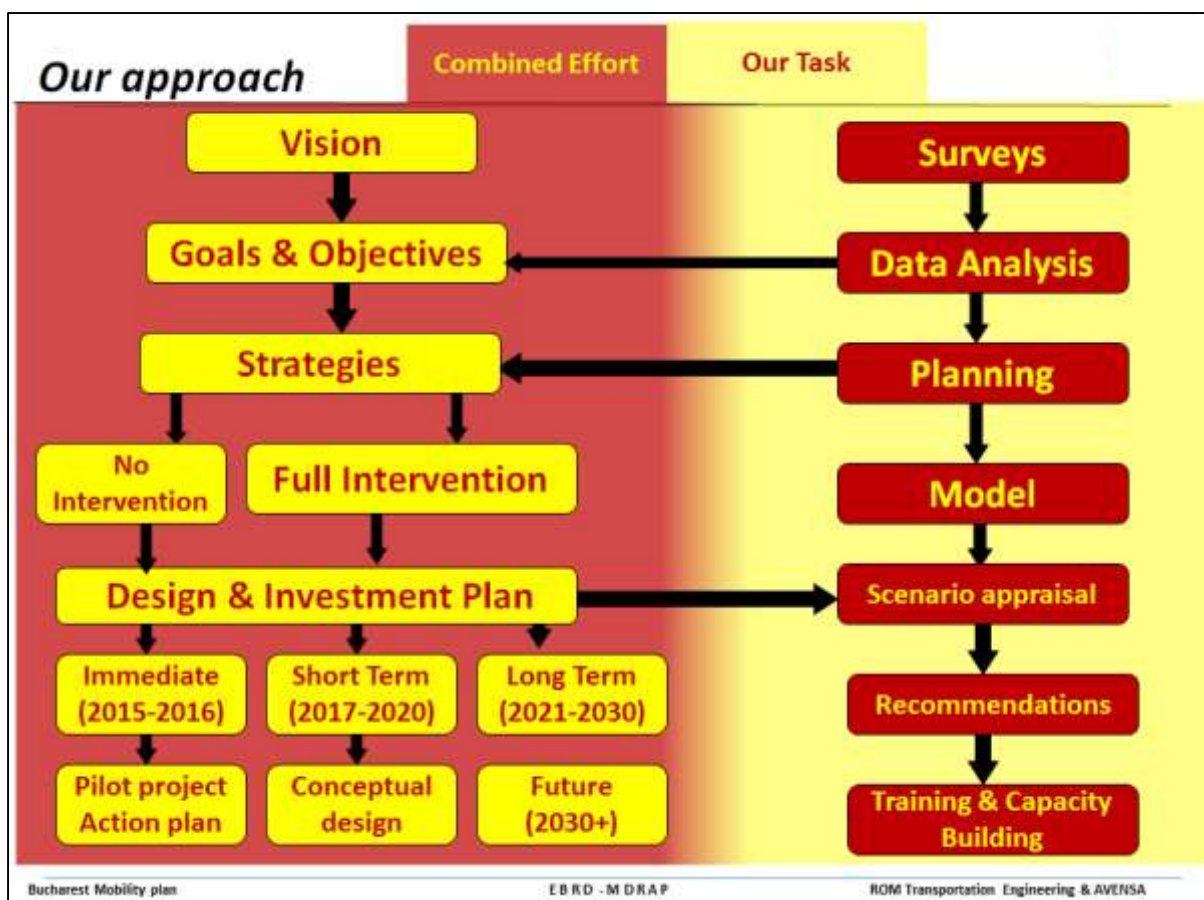 Our approach
Combined Effort
Our Task
Vision
Goals & Objectives
Strategies
No
Intervention
Full Intervention
Design & Investment Plan
Immediate
(2015-2016)
Short Term
(2017-2020)
Long Term
(2021-2030)
Pilot project
Action plan
Conceptual
design
Future
(2030+)
Surveys
Data Analysis
Planning
Model
Scenario appraisal
Recommendations
Training & Capacity
Building
Bucharest Mobility plan
EBRD -MDRAP
ROM Transportation Engineering & AVENSA